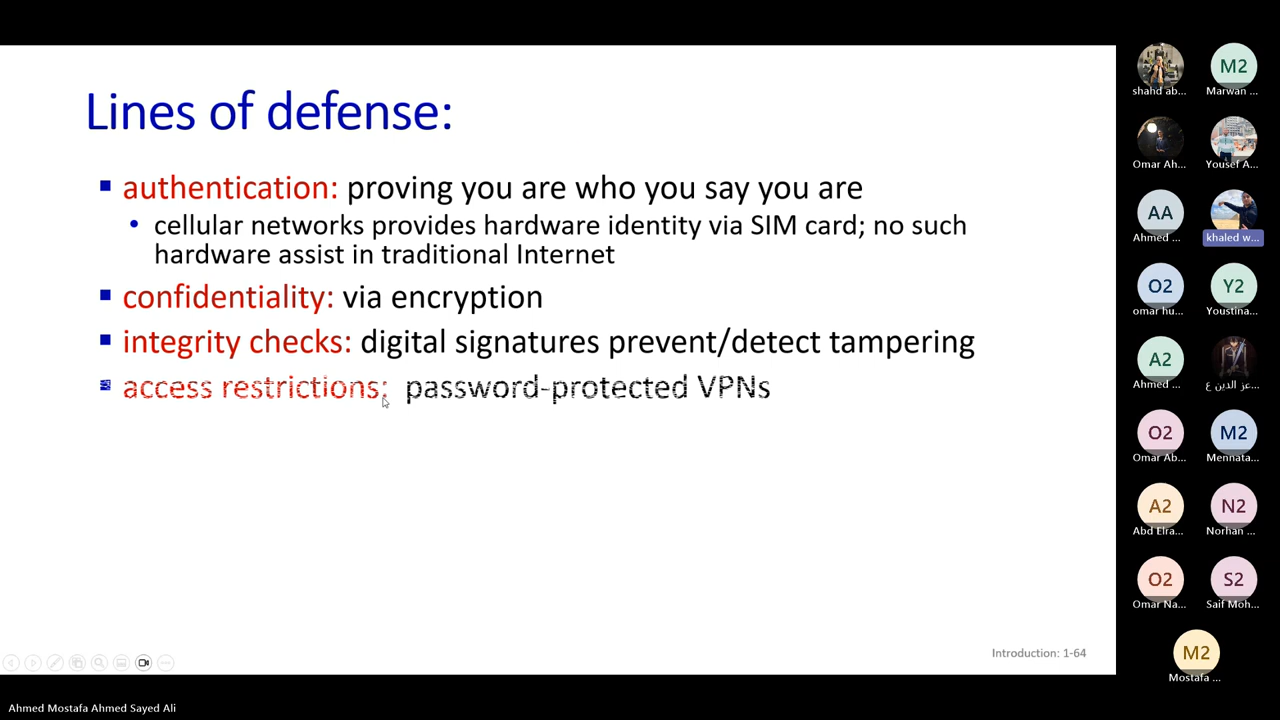 Lines of defense:
authentication: proving you are who you say you are
cellular networks provides hardware identity via SIM card; no such
hardware assist in traditional Internet
confidentiality: via encryption
integrity checks: digital signatures prevent/detect tampering
access restrictions: password-protected VPNs
Introduction: 1-64
Ahmed Mostafa Ahmed Sayed Ali
shahd ab...
M2
Marwan ...
Omar Ah...
Yousef A...
AA
Ahmed ...
khaled w...
O2
omar hu...
Y2
Youstina...
A2
Ahmed ...
عز الدين ع
O2
Omar Ab...
M2
Mennata...
A2
Abd Elra...
N2
Norhan ...
O2
Omar Na...
S2
Saif Moh...
M2
Mostafa ...